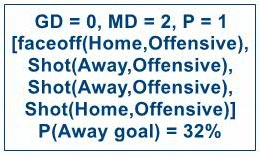 GD = 0, MD = 2, P = 1
[faceoff(Home,Offensive),
Shot(Away,Offensive),
Shot(Away,Offensive),
Shot(Home,Offensive)]
P(Away goal) = 32%